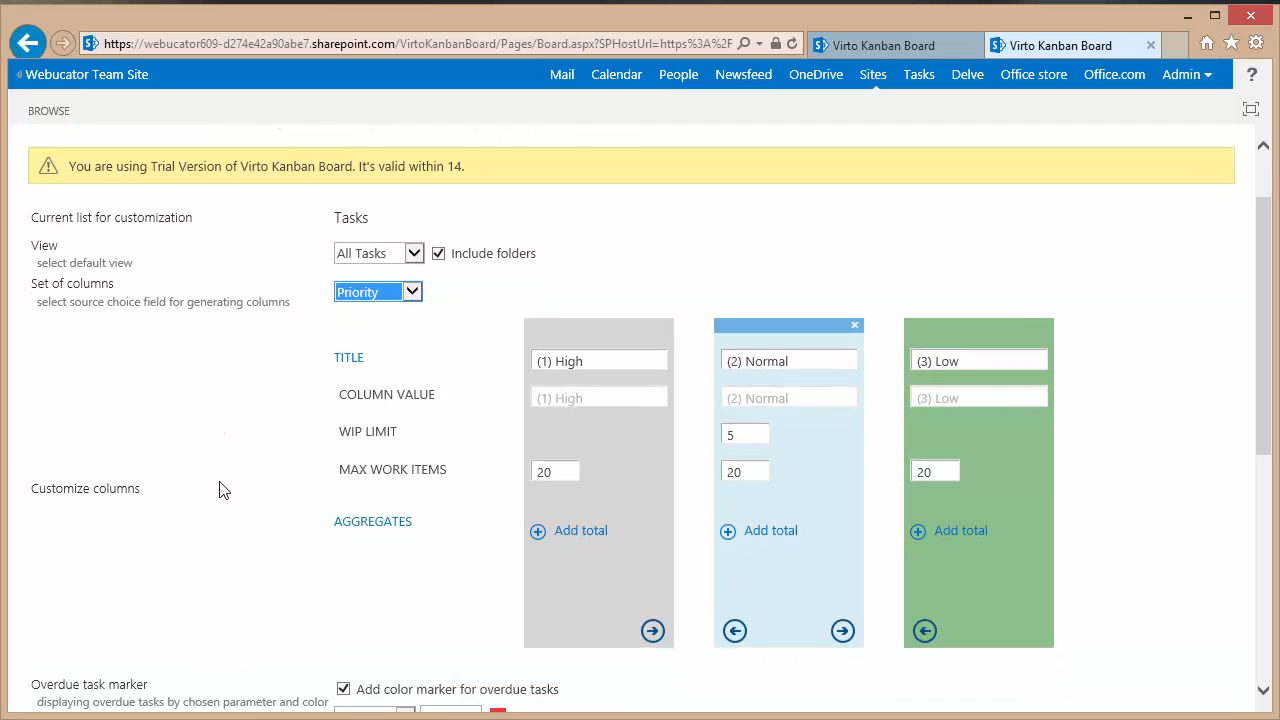 https://webucator609-d274e42a90abe7.sharepoint.com/VirtoKanbanBoard/Pages/Board.aspx?SPHostUrl=https%3A%2F
Virto Kanban Board
Virto Kanban Board
Webucator Team Site
Mail
Calendar
People
Newsfeed
OneDrive
Sites
Tasks
Delve
Office store
Office.com
Admin
?
BROWSE
You are using Trial Version of Virto Kanban Board. It's valid within 14.
Current list for customization
Tasks
View
select default view
All Tasks
Include folders
Set of columns
select source choice field for generating columns
Priority
TITLE
(1) High
(2) Normal
(3) Low
COLUMN VALUE
(1) High
(2) Normal
(3) Low
WIP LIMIT
5
MAX WORK ITEMS
20
20
20
Customize columns
AGGREGATES
Add total
Add total
Add total
Overdue task marker
displaying overdue tasks by chosen parameter and color
Add color marker for overdue tasks